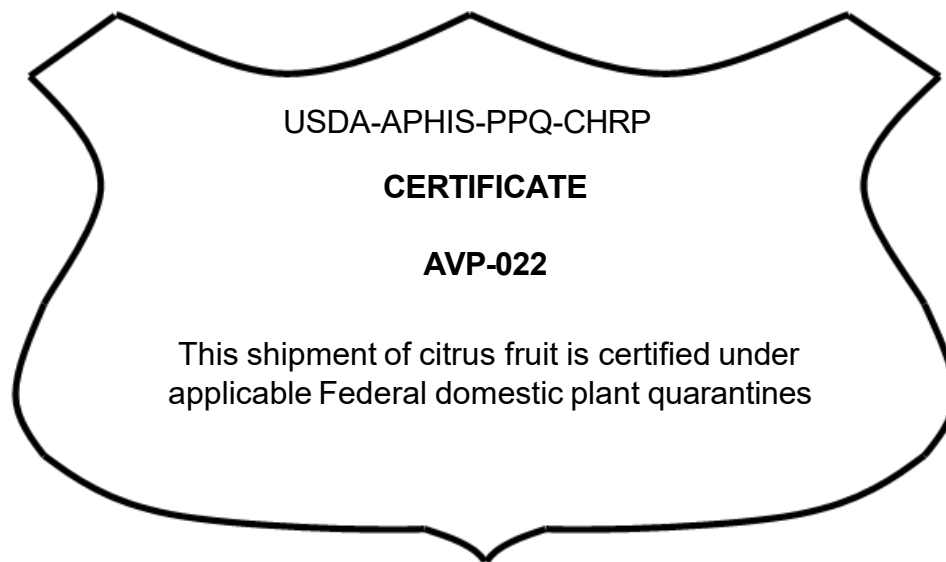 USDA-APHIS-PPQ-CHRP
CERTIFICATE
AVP-022
This shipment of citrus fruit is certified under
applicable Federal domestic plant quarantines